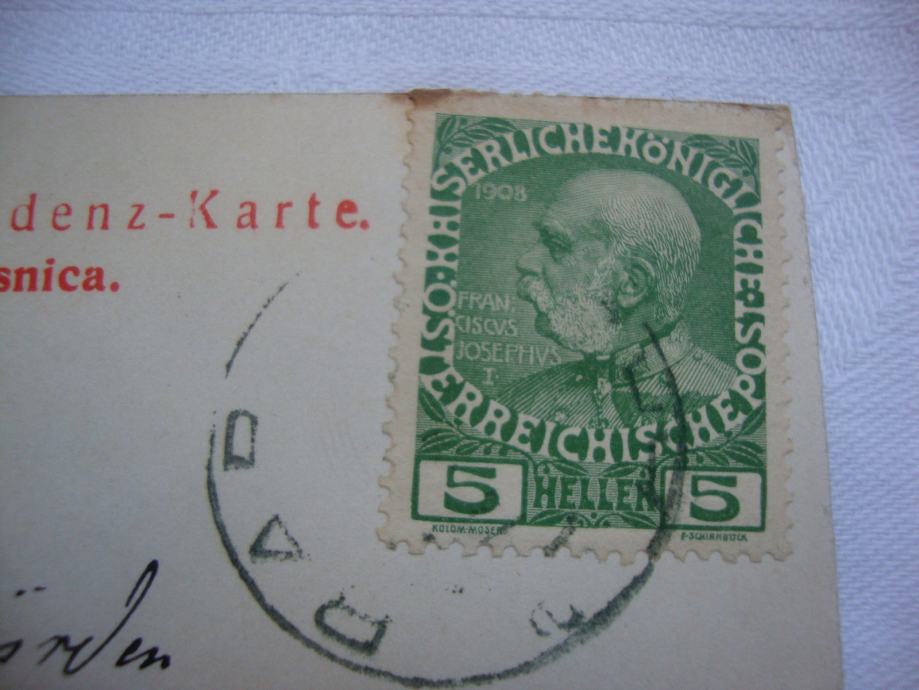 denz-Karte.
snica.
KAISERLICHE KÖNIGLICHE ÖSTERREICHISCHE POST
1908
FRAN:
CISCVS
JOSEPHVS
I.
5 HELLER 5
KOLOM·MOSER F·SCHIRNBÖCK